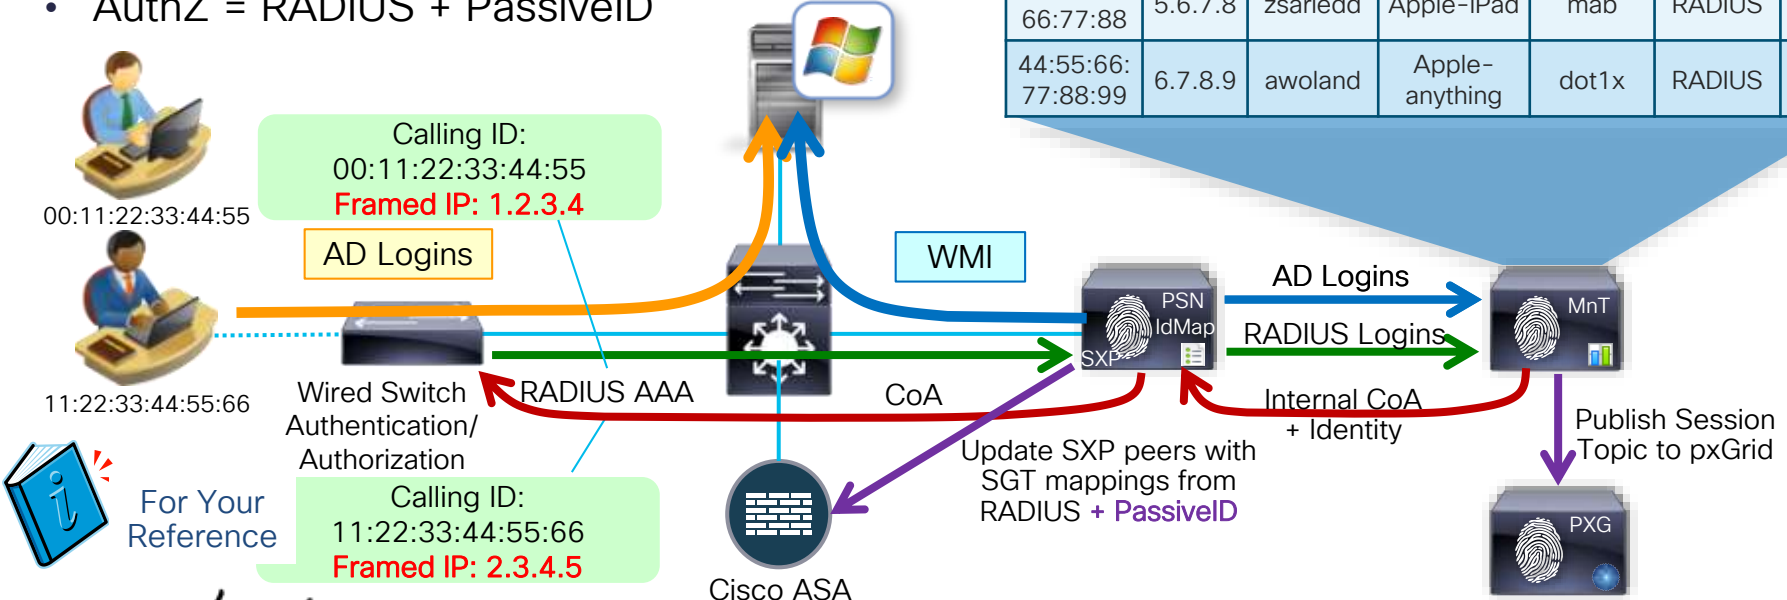 • AuthZ = RADIUS + PassiveID
66:77:88
5.6.7.8
zsariedd
Apple-iPad
mab
RADIUS
44:55:66:
77:88:99
6.7.8.9
awoland
Apple-
anything
dot1x
RADIUS
Calling ID:
00:11:22:33:44:55
Framed IP: 1.2.3.4
00:11:22:33:44:55
AD Logins
WMI
PSN
IdMap
SXP
AD Logins
RADIUS Logins
MnT
11:22:33:44:55:66
Wired Switch
Authentication/
Authorization
RADIUS AAA
CoA
Internal CoA
+ Identity
Publish Session
Topic to pxGrid
Update SXP peers with
SGT mappings from
RADIUS + PassiveID
For Your
Reference
Calling ID:
11:22:33:44:55:66
Framed IP: 2.3.4.5
Cisco ASA
PXG